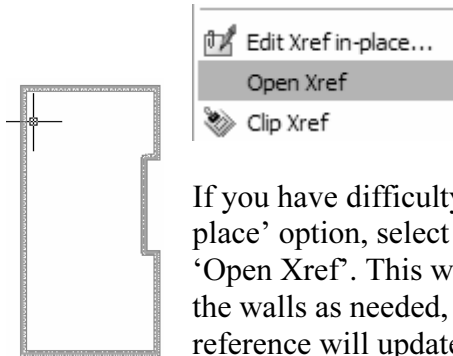 Edit Xref in-place...
Open Xref
Clip Xref
If you have difficulty
place’ option, select
‘Open Xref’. This w
the walls as needed,
reference will update